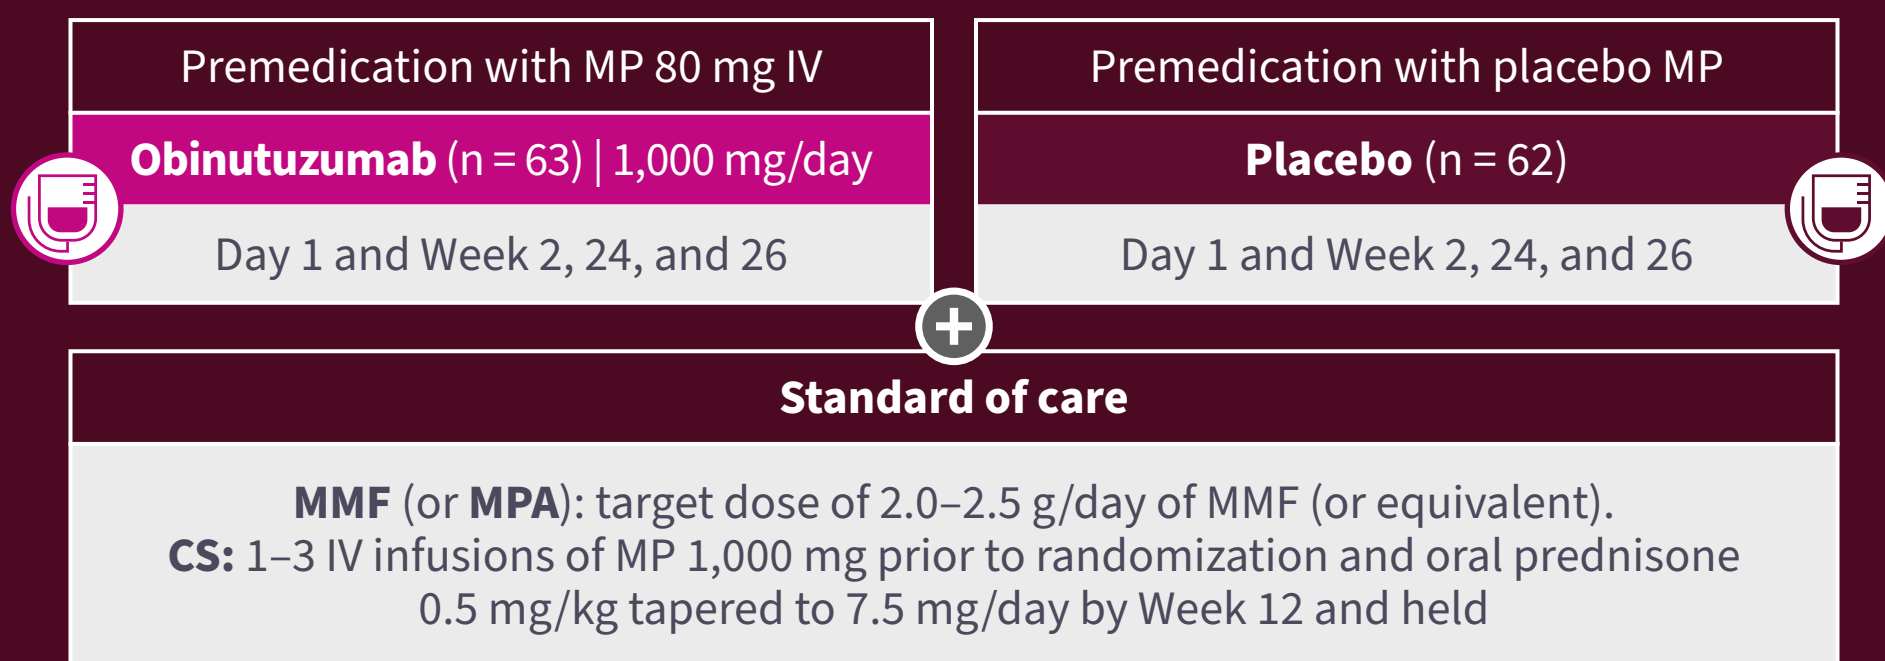 Premedication with MP 80 mg IV
Obinutuzumab (n = 63) | 1,000 mg/day
Day 1 and Week 2, 24, and 26
Premedication with placebo MP
Placebo (n = 62)
Day 1 and Week 2, 24, and 26
+
Standard of care
MMF (or MPA): target dose of 2.0–2.5 g/day of MMF (or equivalent).
CS: 1–3 IV infusions of MP 1,000 mg prior to randomization and oral prednisone
0.5 mg/kg tapered to 7.5 mg/day by Week 12 and held